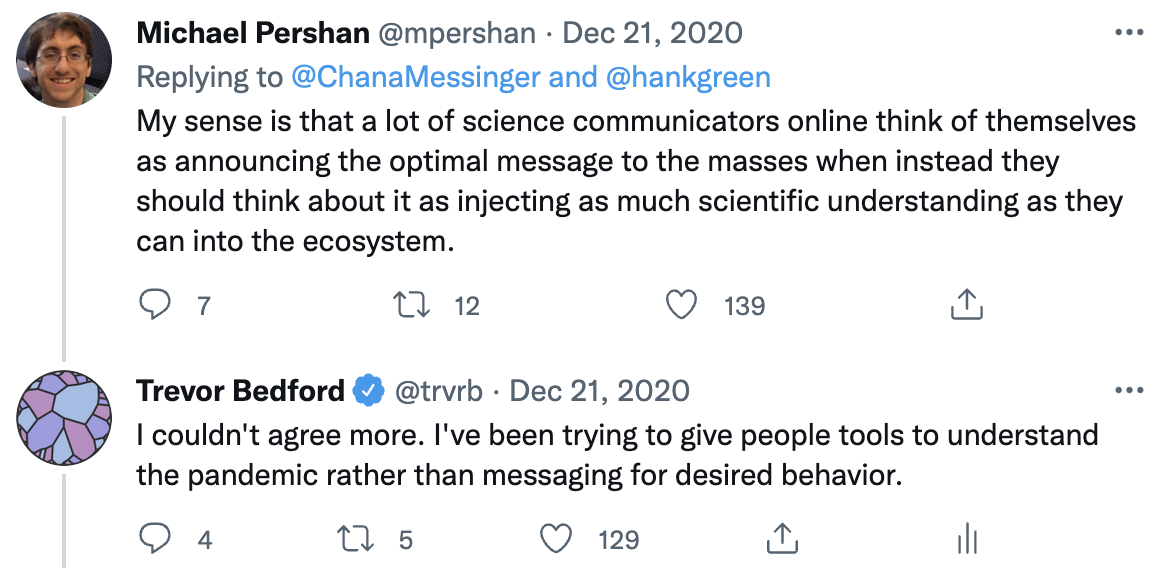 Michael Pershan @mpershan · Dec 21, 2020
Replying to @ChanaMessinger and @hankgreen
My sense is that a lot of science communicators online think of themselves
as announcing the optimal message to the masses when instead they
should think about it as injecting as much scientific understanding as they
can into the ecosystem.
7 12 139
Trevor Bedford @trvrb · Dec 21, 2020
I couldn't agree more. I've been trying to give people tools to understand
the pandemic rather than messaging for desired behavior.
4 5 129